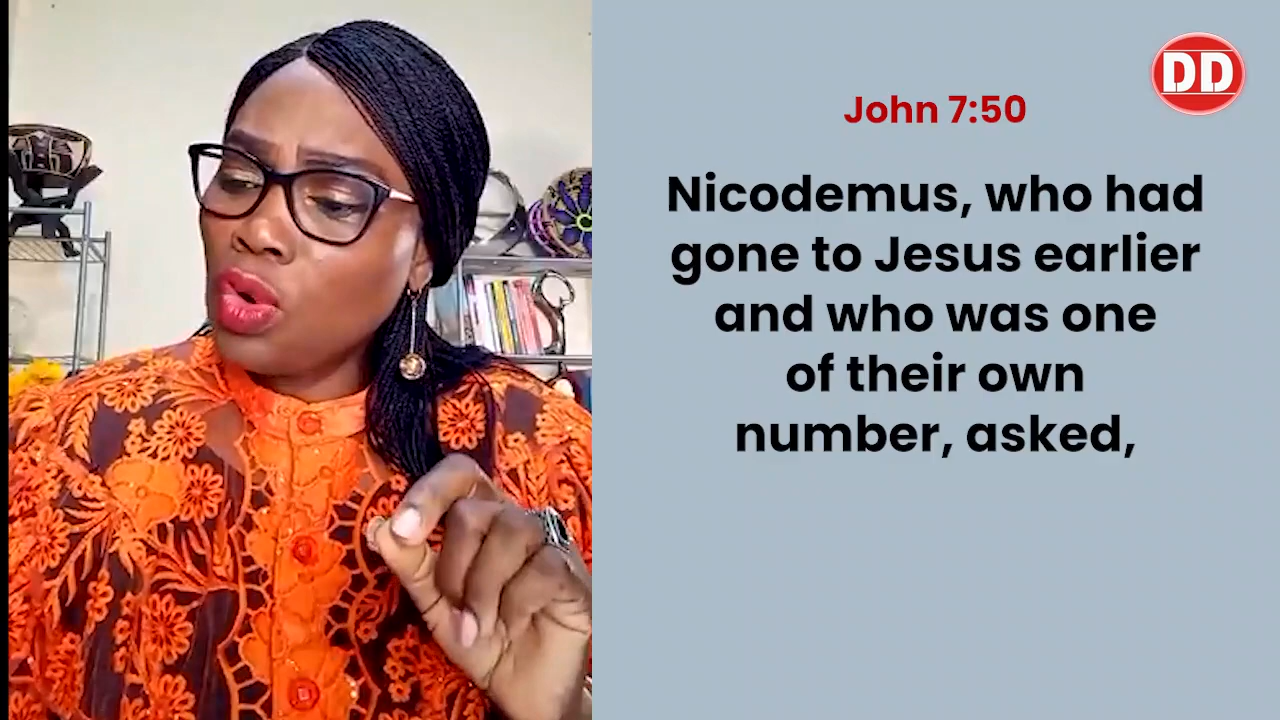 DD
John 7:50
Nicodemus, who had
gone to Jesus earlier
and who was one
of their own
number, asked,